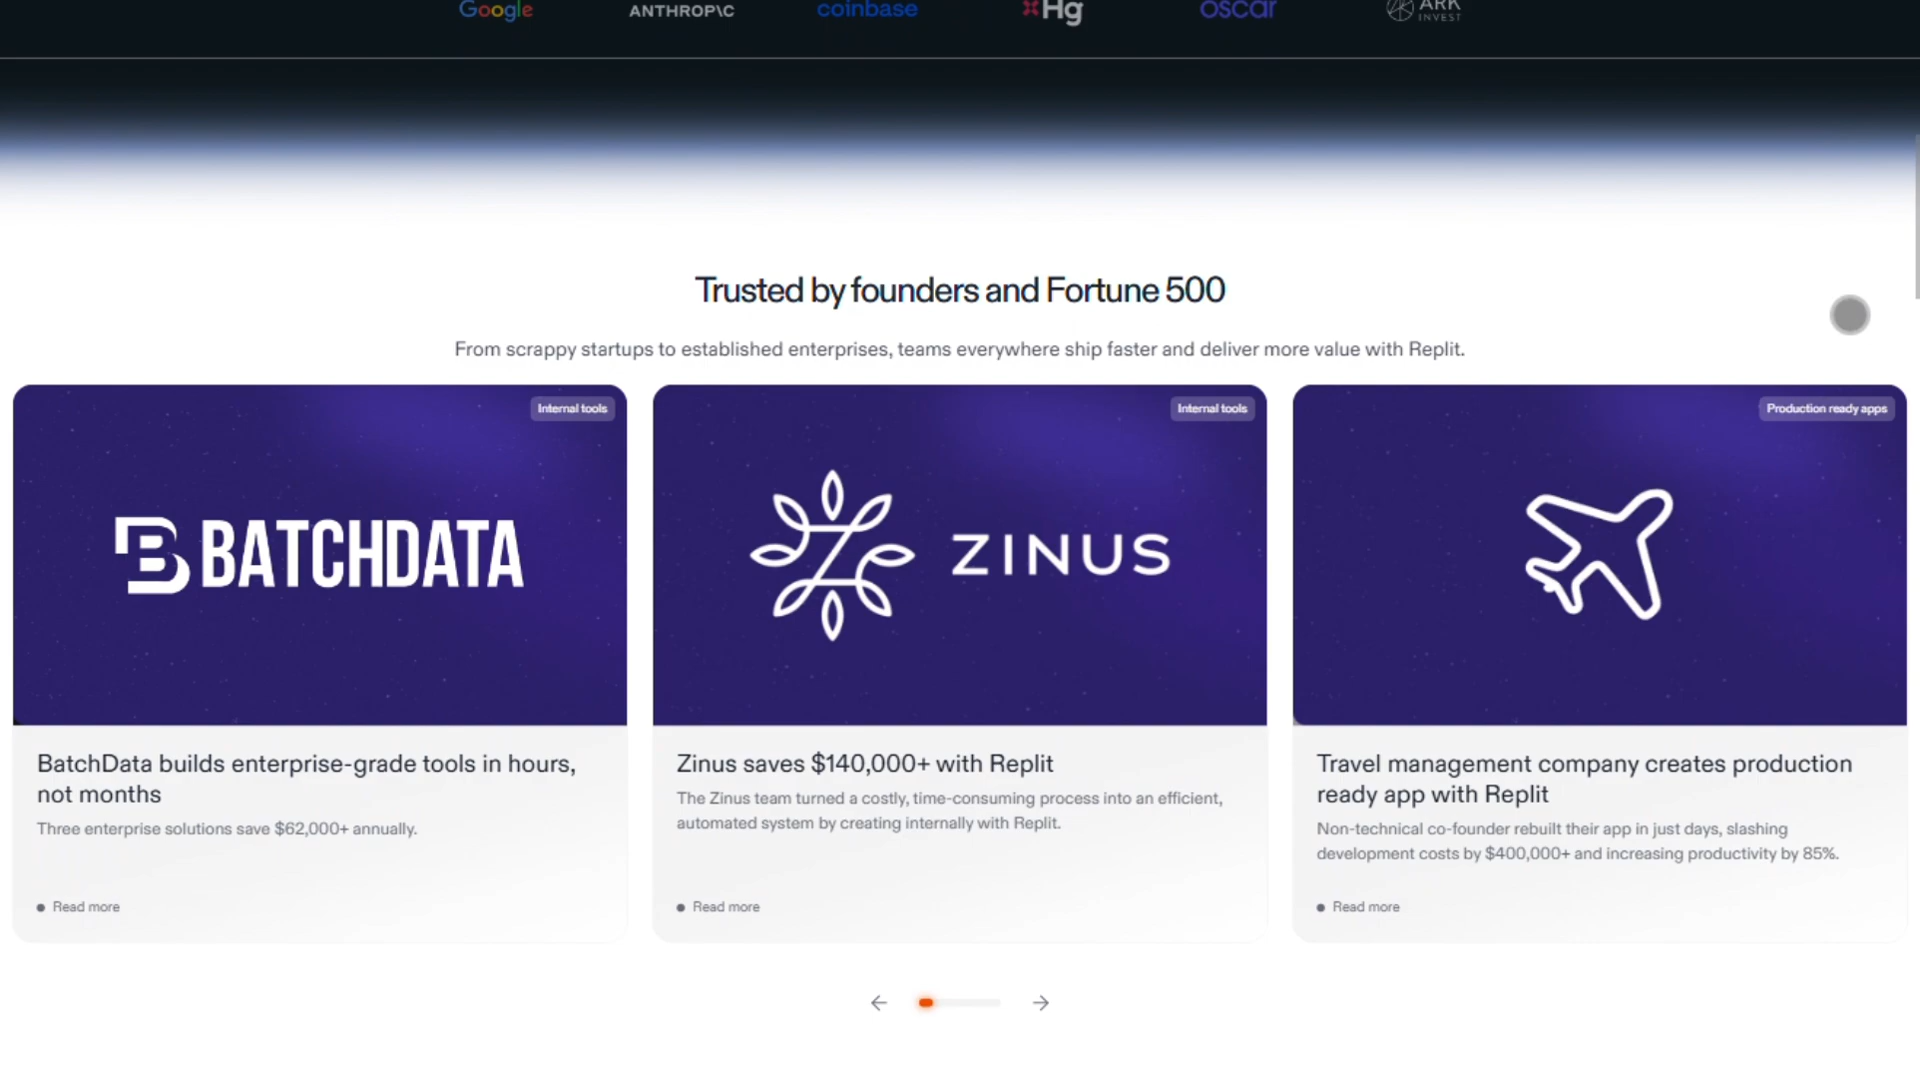 Google ANTHROP\C coinbase Hg oscar ARK INVEST
Trusted by founders and Fortune 500
From scrappy startups to established enterprises, teams everywhere ship faster and deliver more value with Replit.
Internal tools
BATCHDATA
BatchData builds enterprise-grade tools in hours,
not months
Three enterprise solutions save $62,000+ annually.
Read more
Internal tools
ZINUS
Zinus saves $140,000+ with Replit
The Zinus team turned a costly, time-consuming process into an efficient,
automated system by creating internally with Replit.
Read more
Production ready apps
Travel management company creates production
ready app with Replit
Non-technical co-founder rebuilt their app in just days, slashing
development costs by $400,000+ and increasing productivity by 85%.
Read more